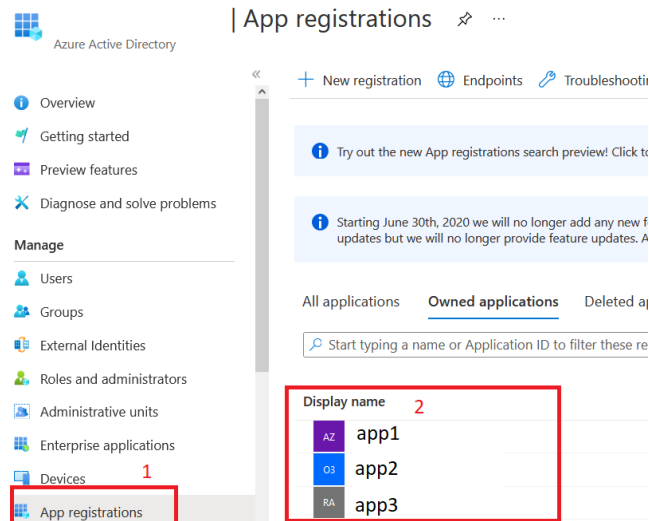 | App registrations
Azure Active Directory
«
New registration Endpoints
Overview
Getting started
Preview features
Diagnose and solve problems
Manage
Users
Groups
External Identities
Roles and administrators
Administrative units
Enterprise applications
Devices
1
App registrations
Try out the new App registrations search preview! Click
Starting June 30th, 2020 we will no longer add any new
updates but we will no longer provide feature updates.
All applications Owned applications Deleted
Start typing a name or Application ID to filter these
Display name
2
AZ app1
O3 app2
RA app3